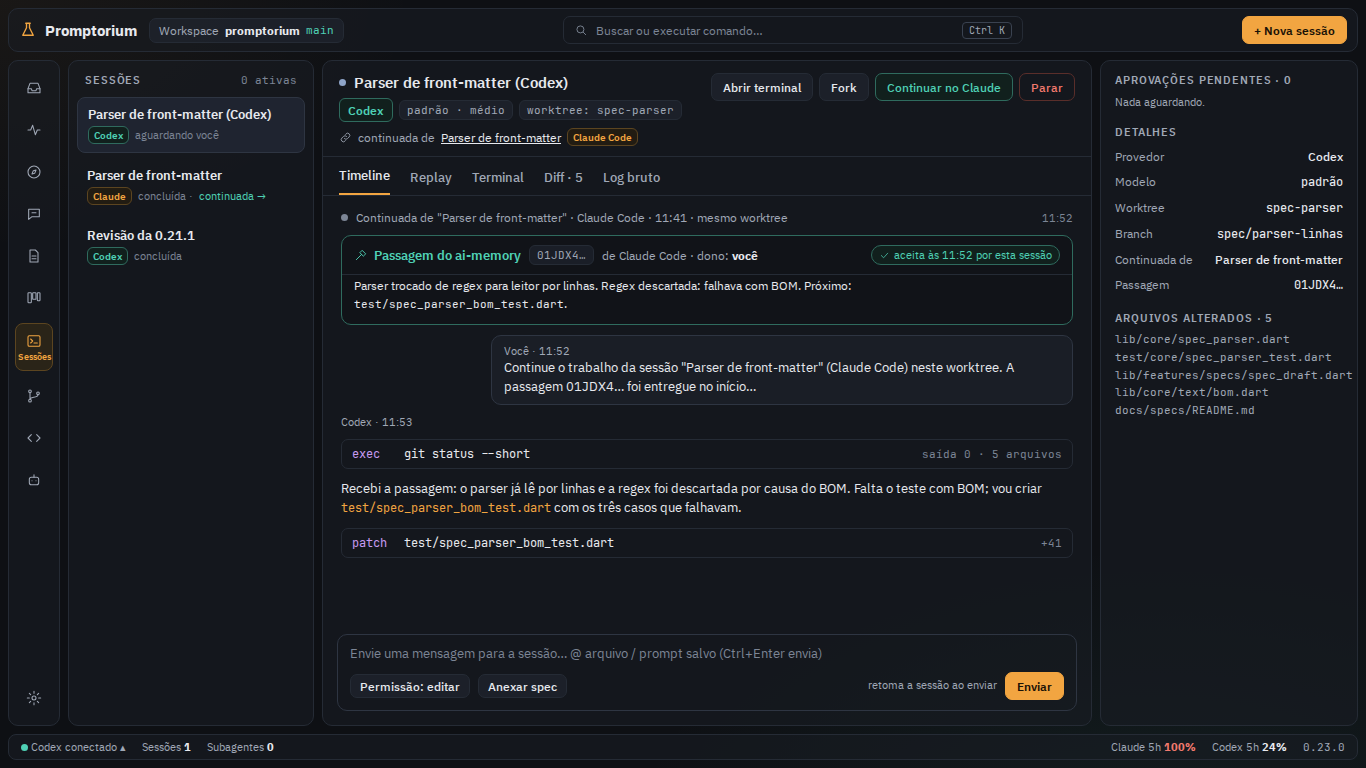 Promptorium
Workspace promptorium main
Buscar ou executar comando...
Ctrl K
+ Nova sessão
Sessões
SESSÕES
0 ativas
Parser de front-matter (Codex)
Codex aguardando você
Parser de front-matter
Claude concluída · continuada →
Revisão da 0.21.1
Codex concluída
Parser de front-matter (Codex)
Codex padrão · médio worktree: spec-parser
continuada de Parser de front-matter Claude Code
Abrir terminal
Fork
Continuar no Claude
Parar
Timeline Replay Terminal Diff · 5 Log bruto
Continuada de "Parser de front-matter" · Claude Code · 11:41 · mesmo worktree 11:52
Passagem do ai-memory 01JDX4… de Claude Code · dono: você ✓ aceita às 11:52 por esta sessão
Parser trocado de regex para leitor por linhas. Regex descartada: falhava com BOM. Próximo:
test/spec_parser_bom_test.dart.
Você · 11:52
Continue o trabalho da sessão "Parser de front-matter" (Claude Code) neste worktree. A
passagem 01JDX4… foi entregue no início…
Codex · 11:53
exec git status --short saída 0 · 5 arquivos
Recebi a passagem: o parser já lê por linhas e a regex foi descartada por causa do BOM. Falta o teste com BOM; vou criar
test/spec_parser_bom_test.dart com os três casos que falhavam.
patch test/spec_parser_bom_test.dart +41
Envie uma mensagem para a sessão... @ arquivo / prompt salvo (Ctrl+Enter envia)
Permissão: editar
Anexar spec
retoma a sessão ao enviar
Enviar
APROVAÇÕES PENDENTES · 0
Nada aguardando.
DETALHES
Provedor Codex
Modelo padrão
Worktree spec-parser
Branch spec/parser-linhas
Continuada de Parser de front-matter
Passagem 01JDX4…
ARQUIVOS ALTERADOS · 5
lib/core/spec_parser.dart
test/core/spec_parser_test.dart
lib/features/specs/spec_draft.dart
lib/core/text/bom.dart
docs/specs/README.md
Codex conectado ▴ Sessões 1 Subagentes 0
Claude 5h 100% Codex 5h 24% 0.23.0